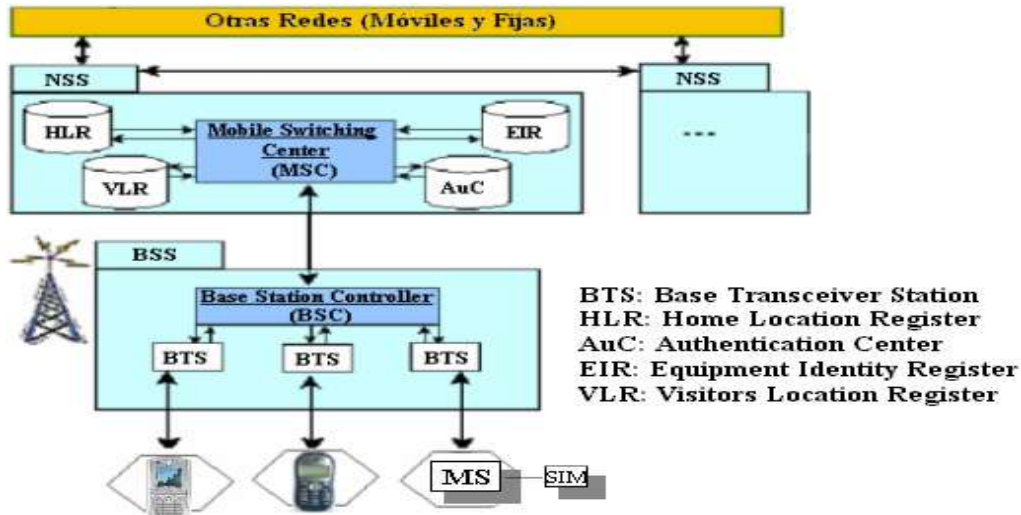 Otras Redes (Móviles y Fijas)
NSS
NSS
HLR
Mobile Switching
Center
(MSC)
EIR
---
VLR
AuC
BSS
Base Station Controller
(BSC)
BTS
BTS
BTS
BTS: Base Transceiver Station
HLR: Home Location Register
AuC: Authentication Center
EIR: Equipment Identity Register
VLR: Visitors Location Register
MS
SIM